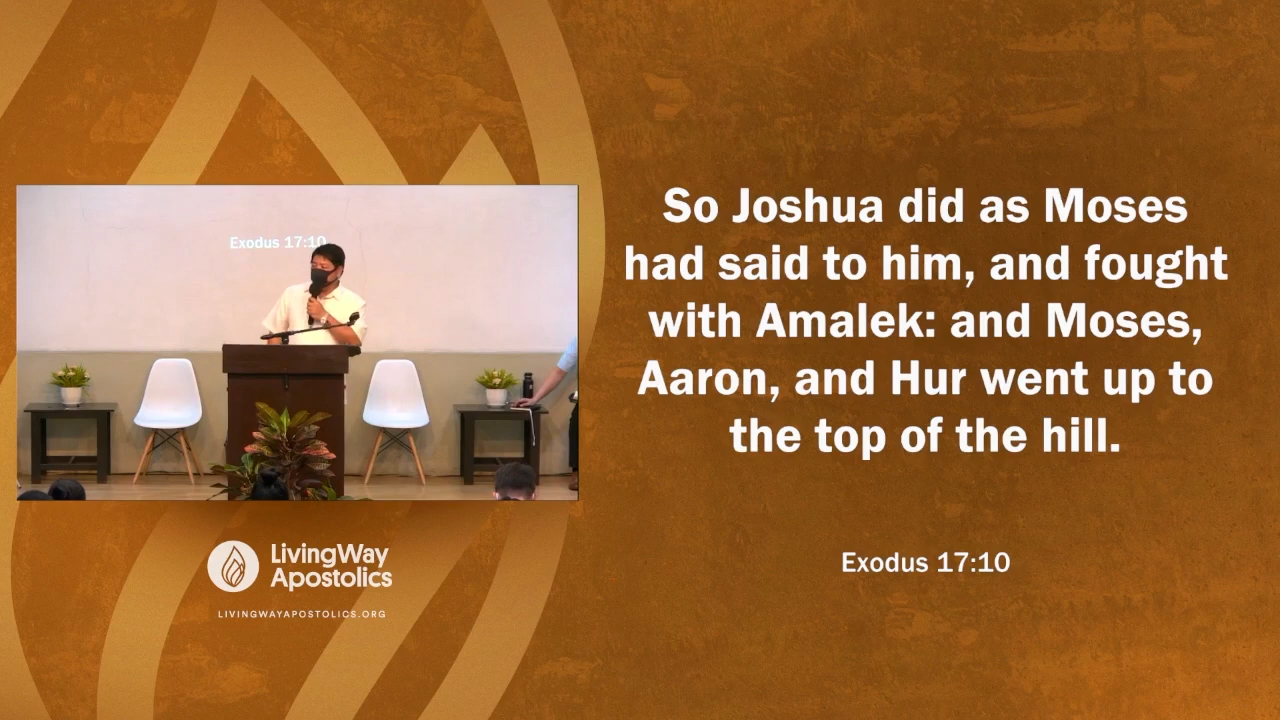 Exodus 17:10
So Joshua did as Moses
had said to him, and fought
with Amalek: and Moses,
Aaron, and Hur went up to
the top of the hill.
Exodus 17:10
LivingWay
Apostolics
LIVINGWAYAPOSTOLICS.ORG